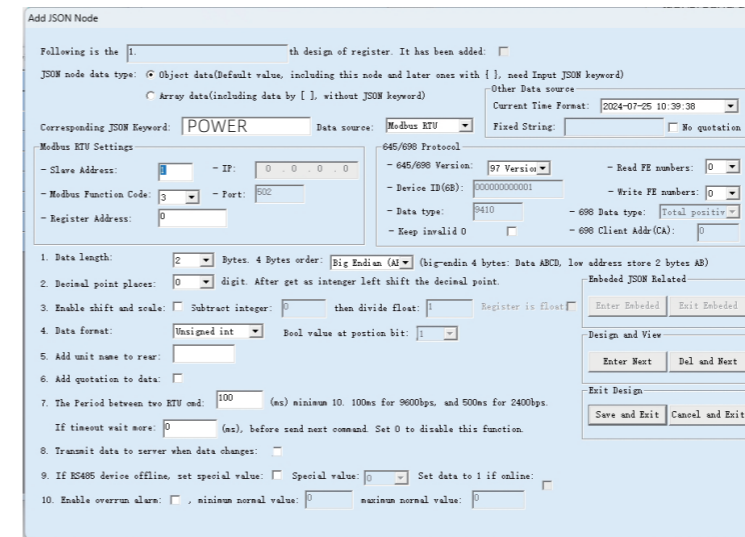 Add JSON Node
Following is the 1. th design of register. It has been added:
JSON node data type: Object data(Default value, including this node and later ones with { }, need Input JSON keyword)
Array data(including data by [ ], without JSON keyword)
Other Data source
Current Time Format: 2024-07-25 10:39:38
Corresponding JSON Keyword: POWER Data source: Modbus RTU Fixed String: No quotation
Modbus RTU Settings
- Slave Address: 1 - IP: 0 . 0 . 0 . 0
- Modbus Function Code: 3 - Port: 502
- Register Address: 0
645/698 Protocol
- 645/698 Version: 97 Version - Read FE numbers: 0
- Device ID(6B): 000000000001 - Write FE numbers: 0
- Data type: 9410 - 698 Data type: Total positiv
- Keep invalid 0 - 698 Client Addr(CA): 0
1. Data length: 2 Bytes. 4 Bytes order: Big Endian (AE (big-endin 4 bytes: Data ABCD, low address store 2 bytes AB)
2. Decimal point places: 0 digit. After get as intenger left shift the decimal point.
3. Enable shift and scale: Subtract integer: 0 then divide float: 1 Register is float
4. Data format: Unsigned int Bool value at postion bit: 1
5. Add unit name to rear:
6. Add quotation to data:
7. The Period between two RTU cmd: 100 (ms) minimum 10. 100ms for 9600bps, and 500ms for 2400bps.
If timeout wait more: 0 (ms), before send next command. Set 0 to disable this function.
8. Transmit data to server when data changes:
9. If RS485 device offline, set special value: Special value: 0 Set data to 1 if online:
10. Enable overrun alarm: , minimum normal value: 0 maximum normal value: 0
Embeded JSON Related
Enter Embeded Exit Embeded
Design and View
Enter Next Del and Next
Exit Design
Save and Exit Cancel and Exit